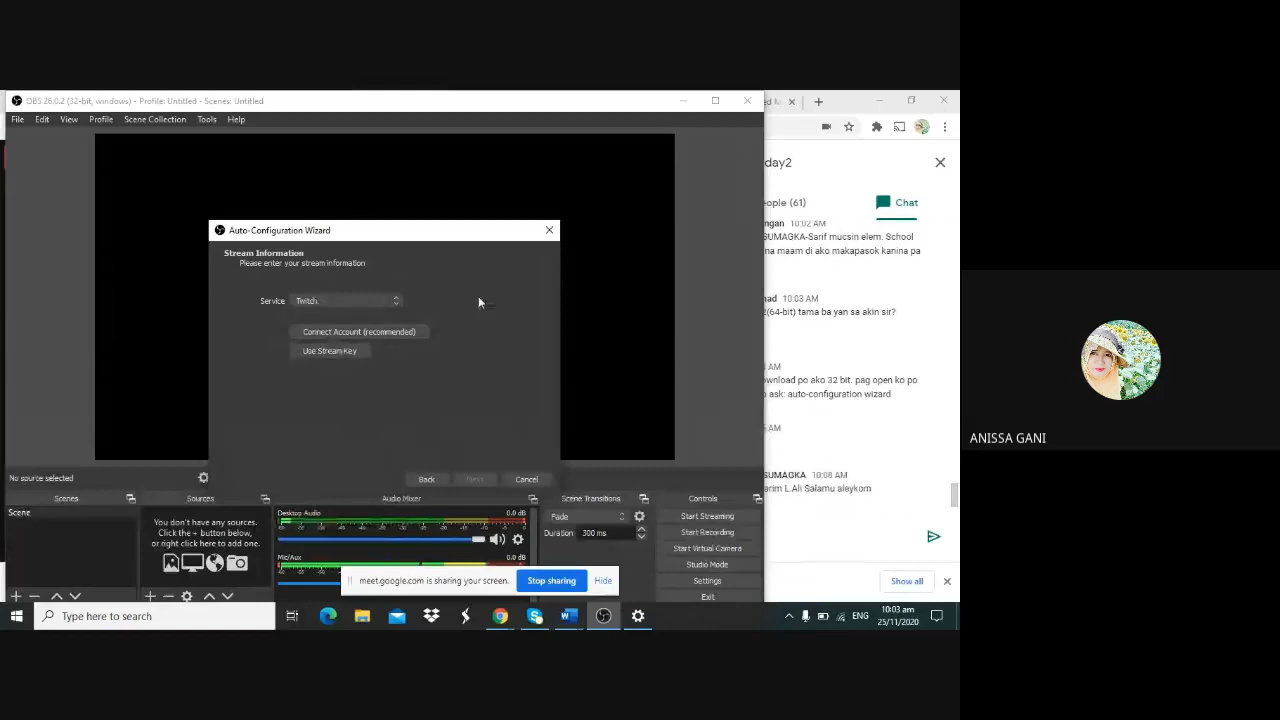 OBS 26.0.2 (32-bit, windows) - Profile: Untitled - Scenes: Untitled
File Edit View Profile Scene Collection Tools Help
Auto-Configuration Wizard
Stream Information
Please enter your stream information
Service Twitch
Connect Account (recommended)
Use Stream Key
Back Next Cancel
No source selected
Scenes
Scene
Sources
You don't have any sources.
Click the + button below,
or right click here to add one.
Audio Mixer
Desktop Audio 0.0 dB
Mic/Aux 0.0 dB
Scene Transitions
Fade
Duration 300 ms
Controls
Start Streaming
Start Recording
Start Virtual Camera
Studio Mode
Settings
Exit
meet.google.com is sharing your screen. Stop sharing Hide
day2
eople (61) Chat
ngan 10:02 AM
SUMAGKA-Sarif mucsin elem. School
na maam di ako makapasok kanina pa
ad 10:03 AM
2(64-bit) tama ba yan sa akin sir?
AM
ownload po ako 32 bit. pag open ko po
o ask: auto-configuration wizard
AM
SUMAGKA 10:08 AM
arim L.Ali Salamu aleykom
Show all
Type here to search
ENG
10:03 am
25/11/2020
ANISSA GANI